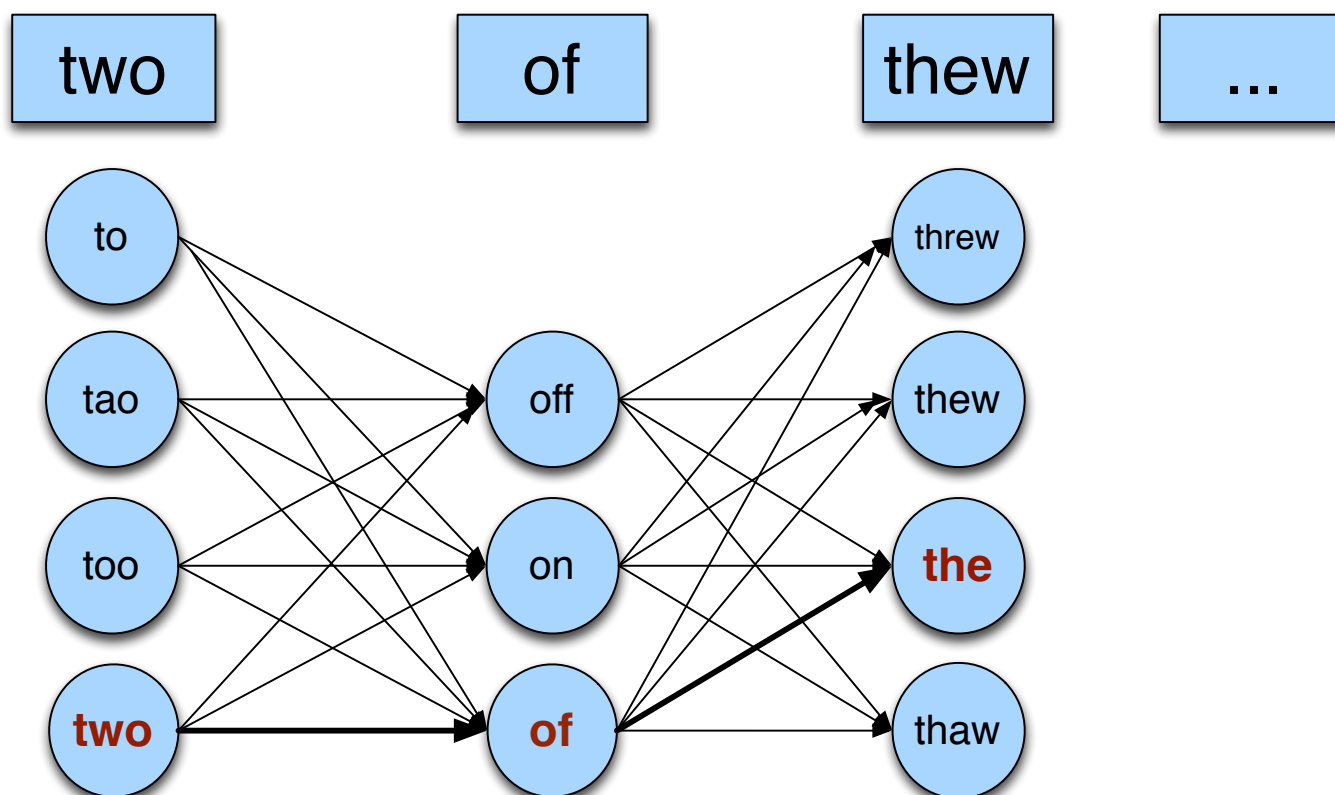 two of thew ...
to threw
tao off thew
too on the
two of thaw